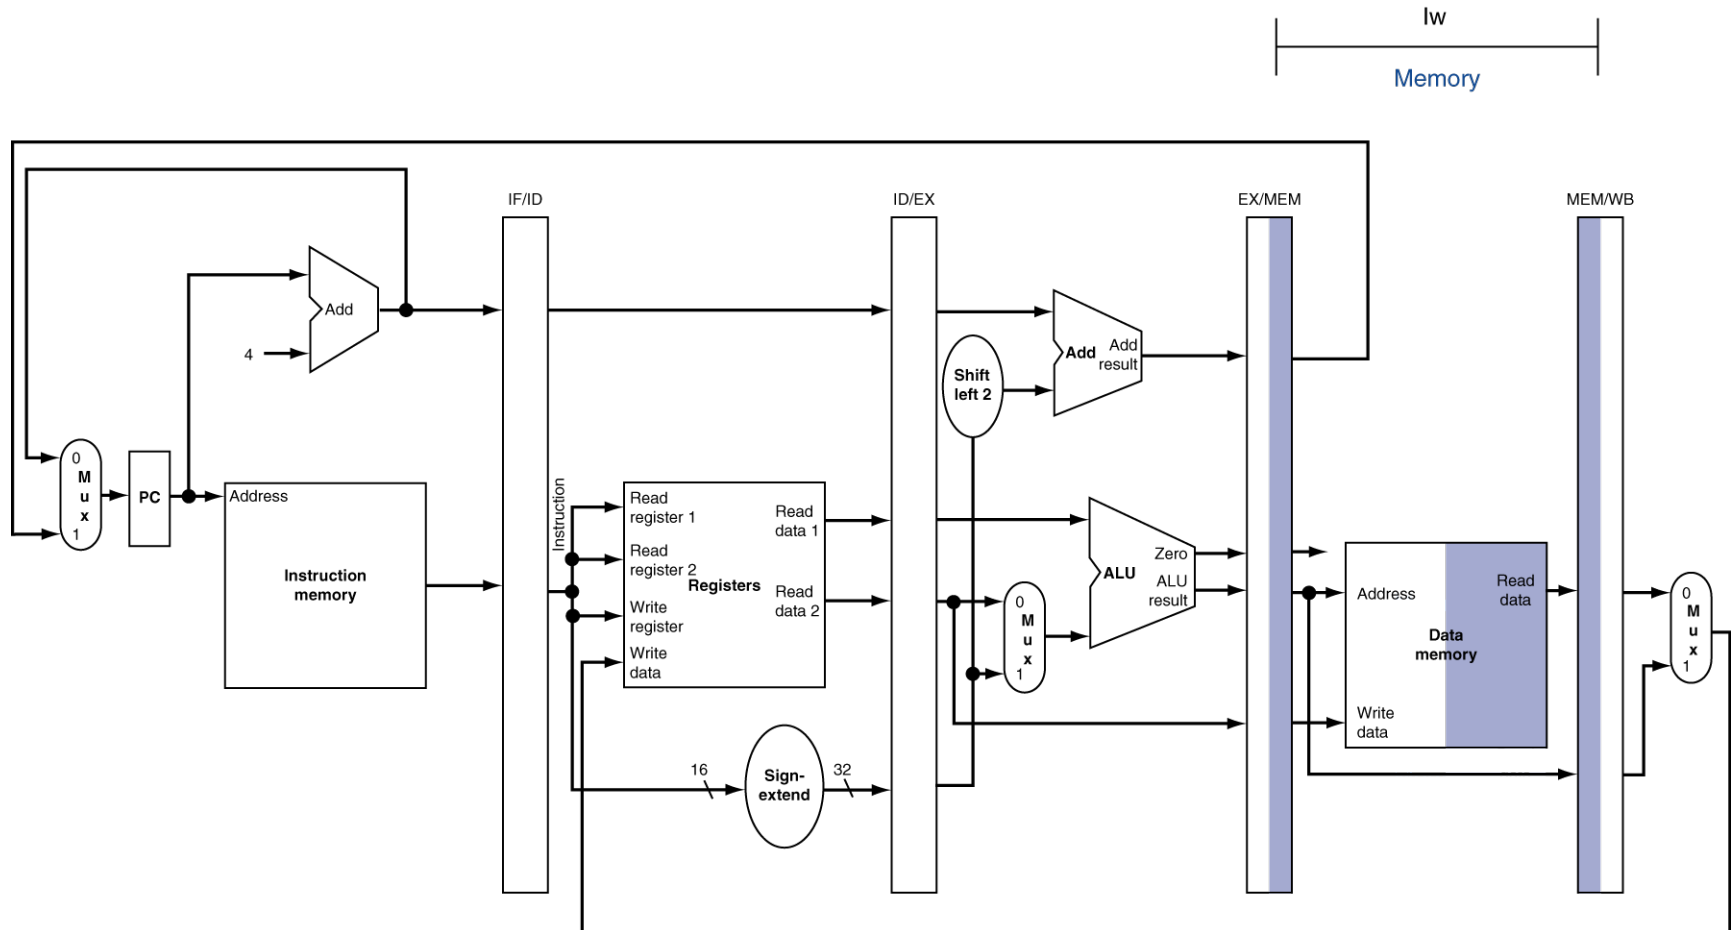 lw
Memory
IF/ID
ID/EX
EX/MEM
MEM/WB
Add
4
Add
Add
result
Shift
left 2
0
M
u
x
1
PC
Address
Instruction
memory
Instruction
Read
register 1
Read
register 2
Write
register
Write
data
Registers
Read
data 1
Read
data 2
16
Sign-
extend
32
0
M
u
x
1
ALU
Zero
ALU
result
Address
Write
data
Data
memory
Read
data
0
M
u
x
1